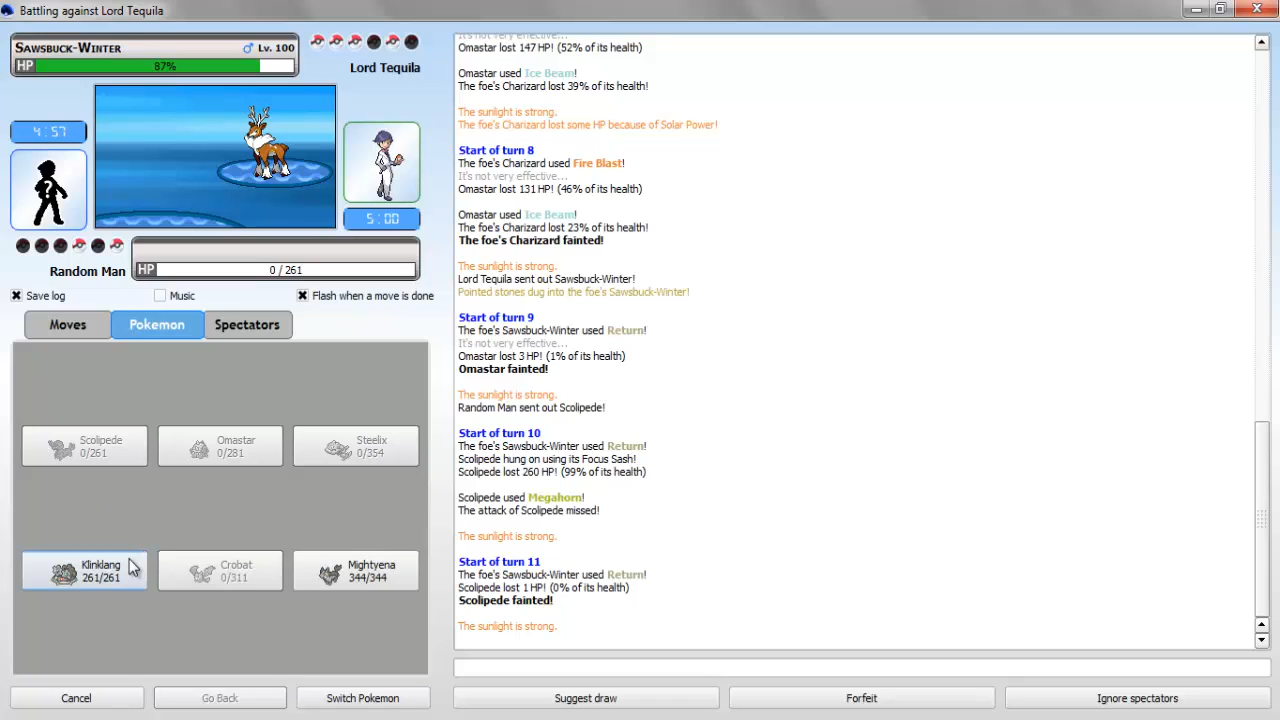 Battling against Lord Tequila
SAWSBUCK-WINTER ♂ Lv. 100
HP 87%
Lord Tequila
4:57
5:00
Random Man
HP 0 / 261
Save log
Music
Flash when a move is done
Moves
Pokemon
Spectators
Scolipede
0/261
Omastar
0/281
Steelix
0/354
Klinklang
261/261
Crobat
0/311
Mightyena
344/344
Cancel
Go Back
Switch Pokemon
It's not very effective...
Omastar lost 147 HP! (52% of its health)
Omastar used Ice Beam!
The foe's Charizard lost 39% of its health!
The sunlight is strong.
The foe's Charizard lost some HP because of Solar Power!
Start of turn 8
The foe's Charizard used Fire Blast!
It's not very effective...
Omastar lost 131 HP! (46% of its health)
Omastar used Ice Beam!
The foe's Charizard lost 23% of its health!
The foe's Charizard fainted!
The sunlight is strong.
Lord Tequila sent out Sawsbuck-Winter!
Pointed stones dug into the foe's Sawsbuck-Winter!
Start of turn 9
The foe's Sawsbuck-Winter used Return!
It's not very effective...
Omastar lost 3 HP! (1% of its health)
Omastar fainted!
The sunlight is strong.
Random Man sent out Scolipede!
Start of turn 10
The foe's Sawsbuck-Winter used Return!
Scolipede hung on using its Focus Sash!
Scolipede lost 260 HP! (99% of its health)
Scolipede used Megahorn!
The attack of Scolipede missed!
The sunlight is strong.
Start of turn 11
The foe's Sawsbuck-Winter used Return!
Scolipede lost 1 HP! (0% of its health)
Scolipede fainted!
The sunlight is strong.
Suggest draw
Forfeit
Ignore spectators